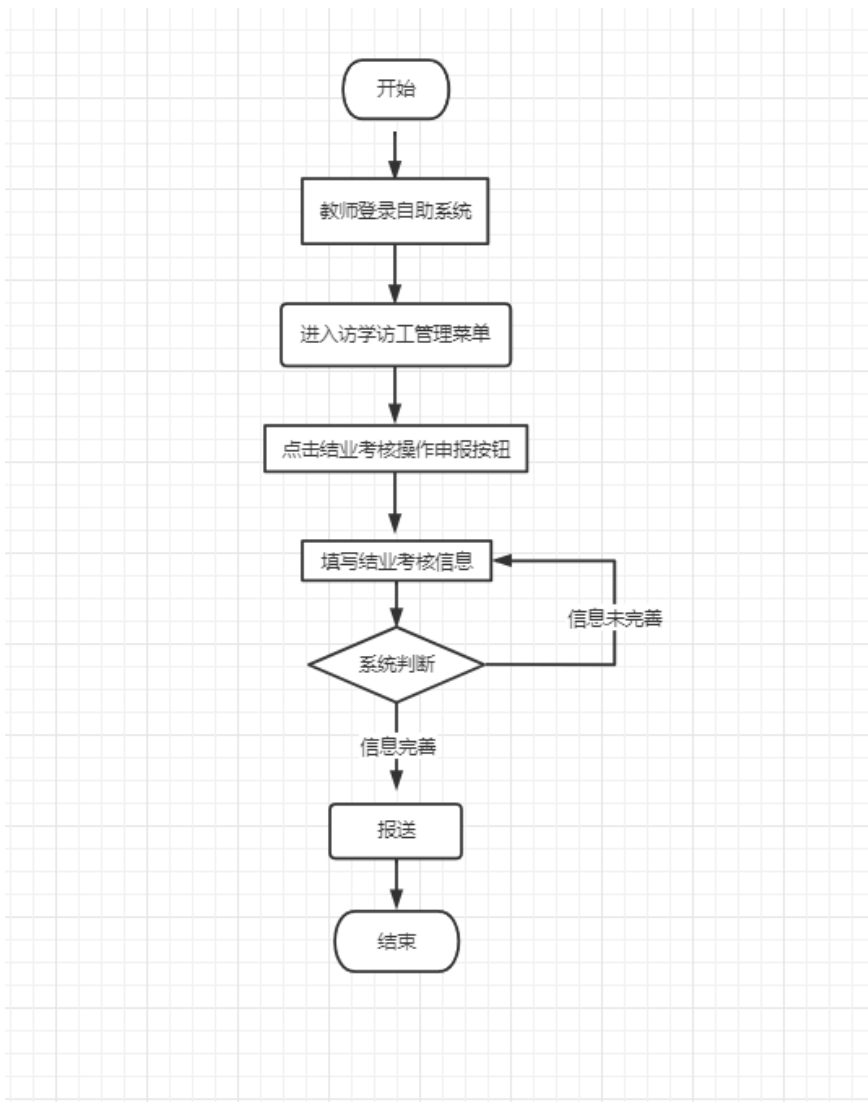 开始
教师登录自助系统
进入访学访工管理菜单
点击结业考核操作申报按钮
填写结业考核信息
信息未完善
系统判断
信息完善
报送
结束